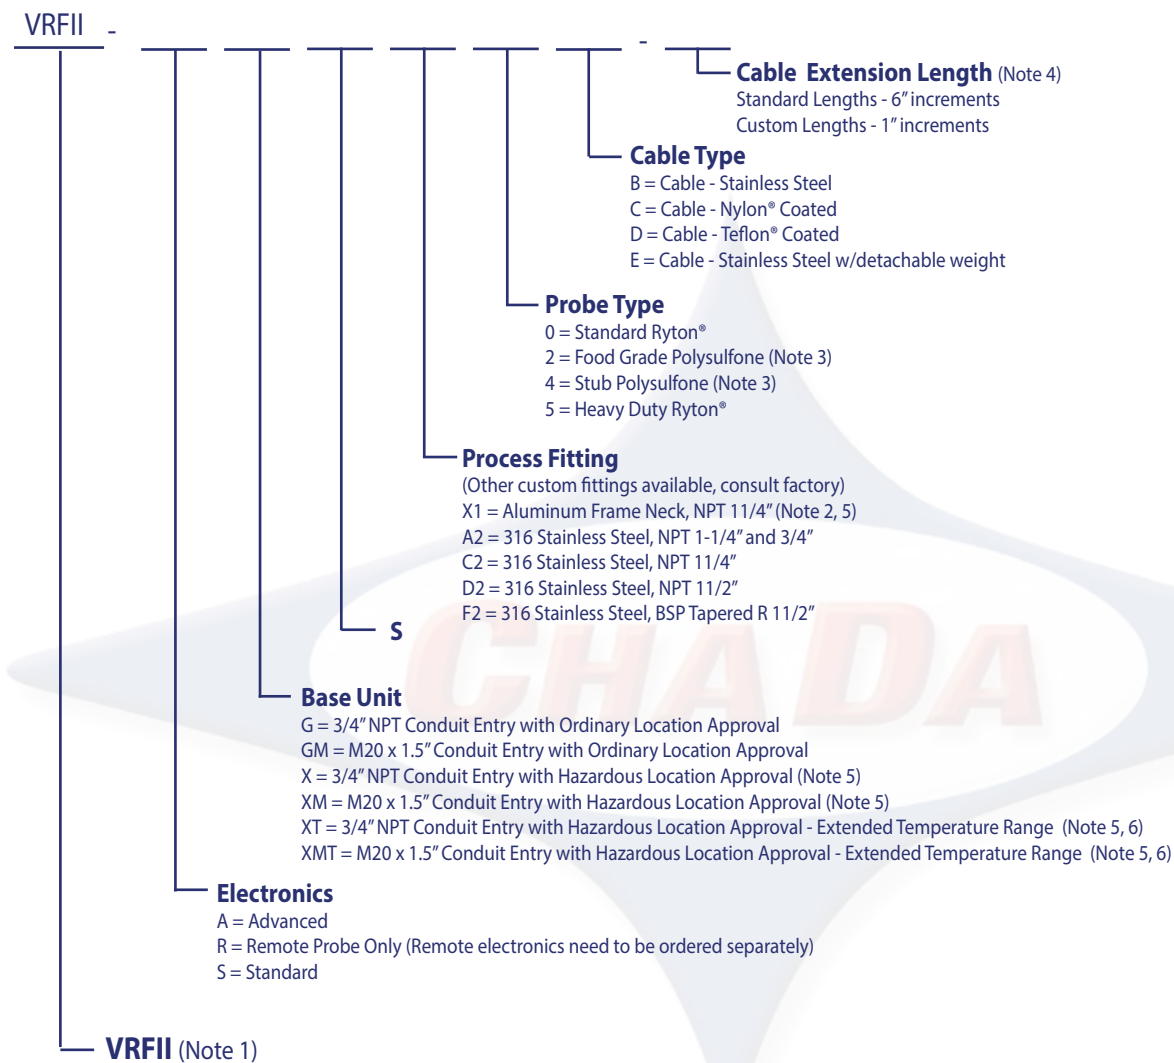 VRFII - -
Cable Extension Length (Note 4)
Standard Lengths - 6" increments
Custom Lengths - 1" increments
Cable Type
B = Cable - Stainless Steel
C = Cable - Nylon® Coated
D = Cable - Teflon® Coated
E = Cable - Stainless Steel w/detachable weight
Probe Type
0 = Standard Ryton®
2 = Food Grade Polysulfone (Note 3)
4 = Stub Polysulfone (Note 3)
5 = Heavy Duty Ryton®
Process Fitting
(Other custom fittings available, consult factory)
X1 = Aluminum Frame Neck, NPT 11/4" (Note 2, 5)
A2 = 316 Stainless Steel, NPT 1-1/4" and 3/4"
C2 = 316 Stainless Steel, NPT 11/4"
D2 = 316 Stainless Steel, NPT 11/2"
F2 = 316 Stainless Steel, BSP Tapered R 11/2"
S
CHADA
Base Unit
G = 3/4" NPT Conduit Entry with Ordinary Location Approval
GM = M20 x 1.5" Conduit Entry with Ordinary Location Approval
X = 3/4" NPT Conduit Entry with Hazardous Location Approval (Note 5)
XM = M20 x 1.5" Conduit Entry with Hazardous Location Approval (Note 5)
XT = 3/4" NPT Conduit Entry with Hazardous Location Approval - Extended Temperature Range (Note 5, 6)
XMT = M20 x 1.5" Conduit Entry with Hazardous Location Approval - Extended Temperature Range (Note 5, 6)
Electronics
A = Advanced
R = Remote Probe Only (Remote electronics need to be ordered separately)
S = Standard
VRFII (Note 1)